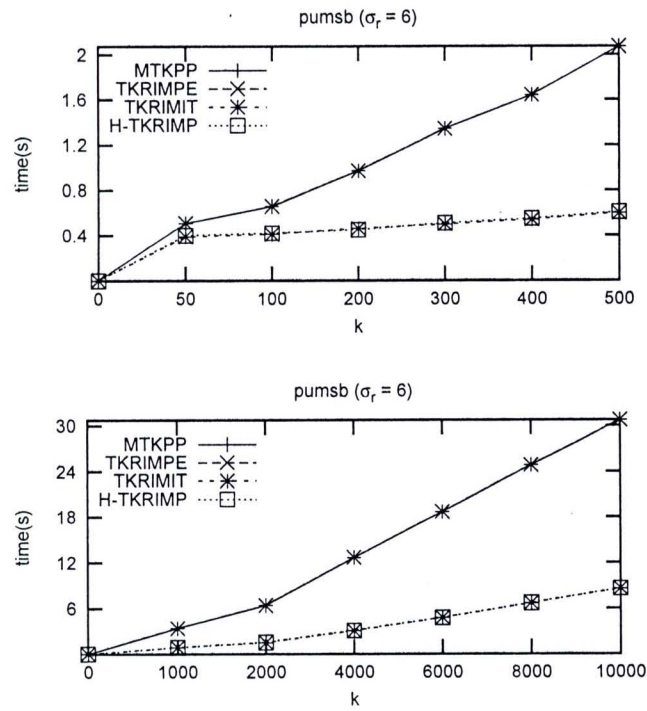 pumsb (σr = 6)
2
1.6
1.2
0.8
0.4
time(s)
MTKPP
TKRIMPE
TKRIMIT
H-TKRIMP
0 50 100 200 300 400 500
k
pumsb (σr = 6)
30
24
18
12
6
time(s)
MTKPP
TKRIMPE
TKRIMIT
H-TKRIMP
0 1000 2000 4000 6000 8000 10000
k